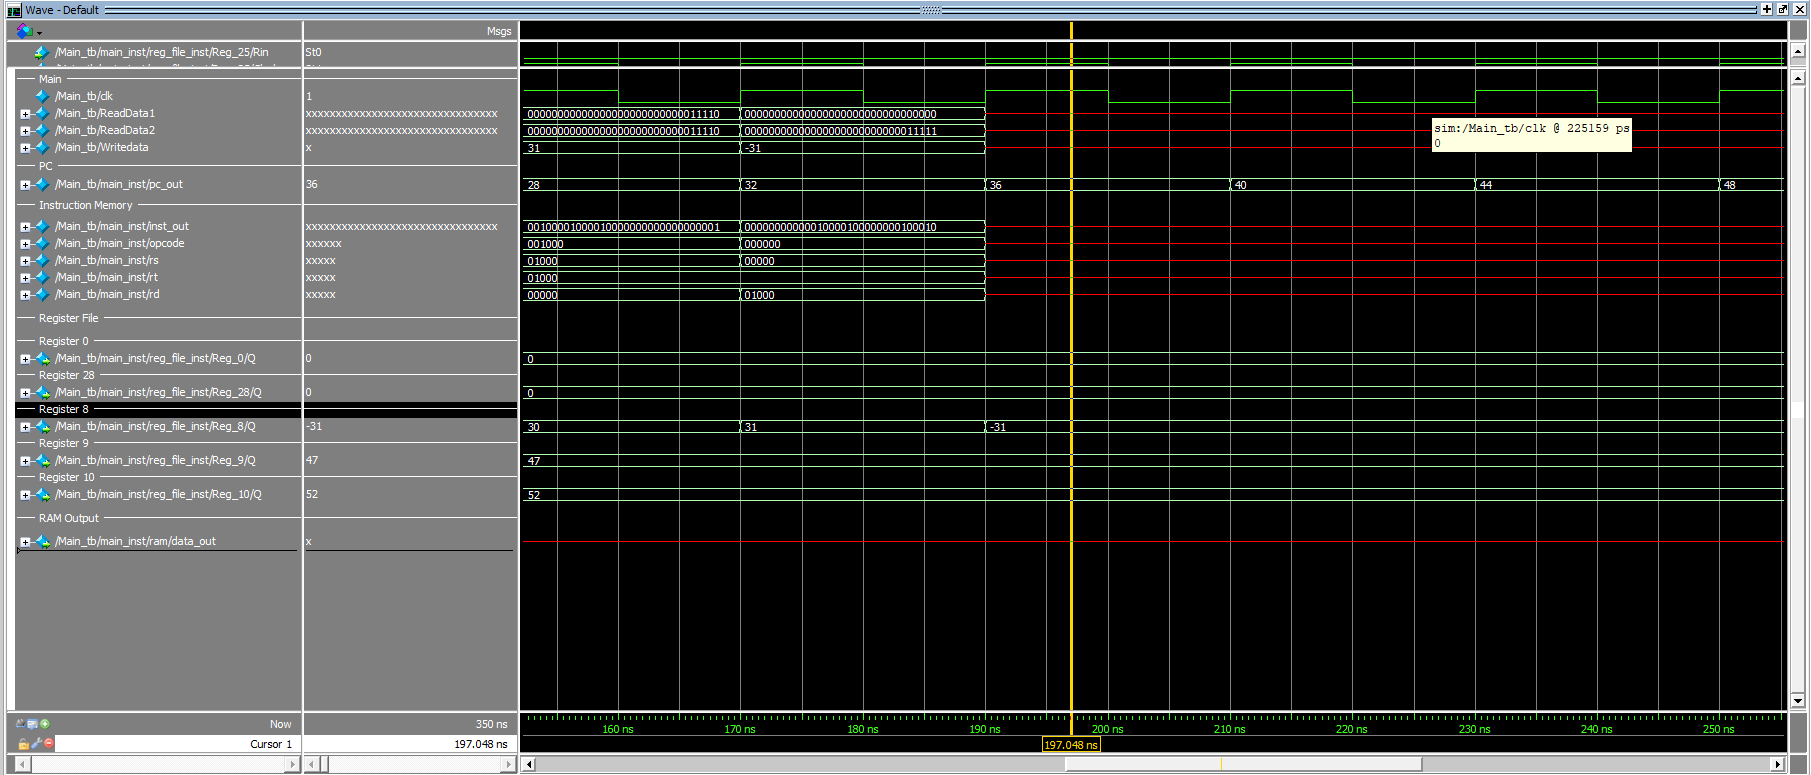 Wave - Default
Msgs
/Main_tb/main_inst/reg_file_inst/Reg_25/Rin St0
Main
/Main_tb/clk 1
/Main_tb/ReadData1 xxxxxxxxxxxxxxxxxxxxxxxxxxxxxxxx 00000000000000000000000000011110 00000000000000000000000000000000
/Main_tb/ReadData2 xxxxxxxxxxxxxxxxxxxxxxxxxxxxxxxx 00000000000000000000000000011110 00000000000000000000000000011111
sim:/Main_tb/clk @ 225159 ps
0
/Main_tb/Writedata x 31 -31
PC
/Main_tb/main_inst/pc_out 36 28 32 36 40 44 48
Instruction Memory
/Main_tb/main_inst/inst_out xxxxxxxxxxxxxxxxxxxxxxxxxxxxxxxx 00100001000010000000000000000001 00000000000010000100000000100010
/Main_tb/main_inst/opcode xxxxxx 001000 000000
/Main_tb/main_inst/rs xxxxx 01000 00000
/Main_tb/main_inst/rt xxxxx 01000
/Main_tb/main_inst/rd xxxxx 00000 01000
Register File
Register 0
/Main_tb/main_inst/reg_file_inst/Reg_0/Q 0 0
Register 28
/Main_tb/main_inst/reg_file_inst/Reg_28/Q 0 0
Register 8
/Main_tb/main_inst/reg_file_inst/Reg_8/Q -31 30 31 -31
Register 9
/Main_tb/main_inst/reg_file_inst/Reg_9/Q 47 47
Register 10
/Main_tb/main_inst/reg_file_inst/Reg_10/Q 52 52
RAM Output
/Main_tb/main_inst/ram/data_out x
Now 350 ns
160 ns 170 ns 180 ns 190 ns 200 ns 210 ns 220 ns 230 ns 240 ns 250 ns
Cursor 1 197.048 ns 197.048 ns